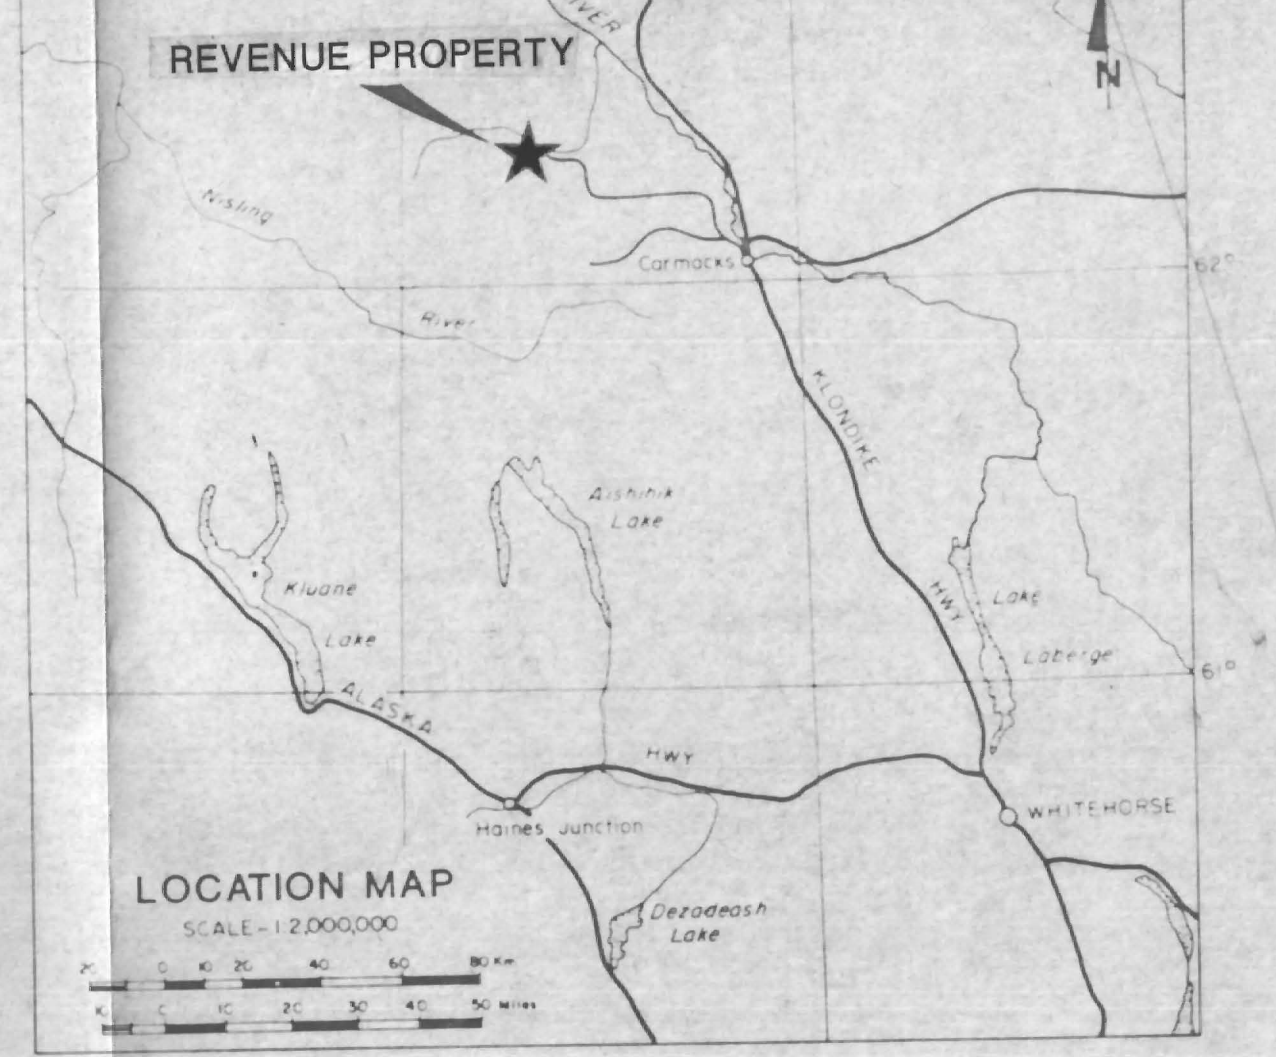 RIVER
REVENUE PROPERTY
N
Nisling
River
Carmacks
62°
KLONDIKE
HWY
Aishihik
Lake
Kluane
Lake
Lake
Laberge
61°
ALASKA
HWY
WHITEHORSE
Haines Junction
LOCATION MAP
SCALE - 1:2,000,000
Dezadeash
Lake
20 0 10 20 40 60 80 Km
10 0 10 20 30 40 50 Miles